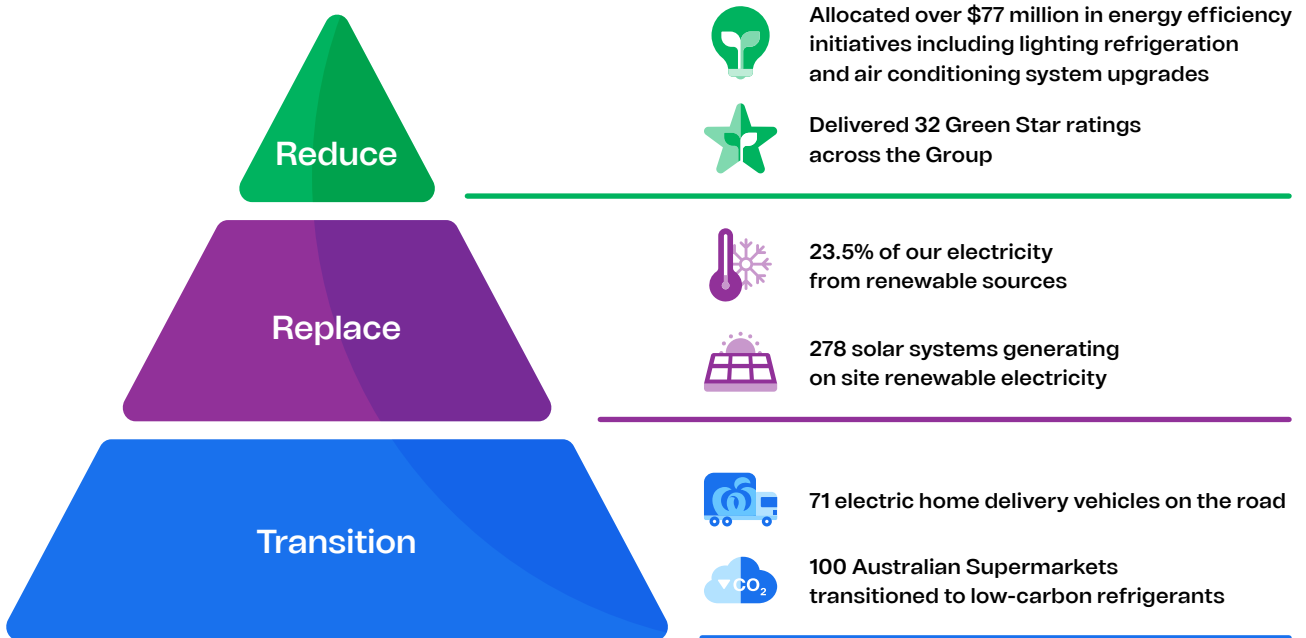 Reduce
Allocated over $77 million in energy efficiency
initiatives including lighting refrigeration
and air conditioning system upgrades
Delivered 32 Green Star ratings
across the Group
Replace
23.5% of our electricity
from renewable sources
278 solar systems generating
on site renewable electricity
Transition
71 electric home delivery vehicles on the road
CO₂
100 Australian Supermarkets
transitioned to low-carbon refrigerants